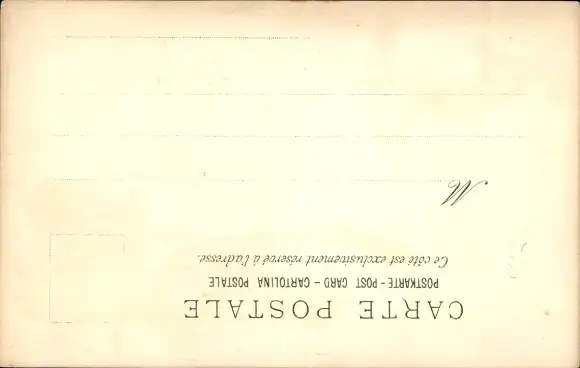 CARTE POSTALE
POSTKARTE - POST CARD - CARTOLINA POSTALE
Ce côté est exclusivement réservé à l'adresse.
M